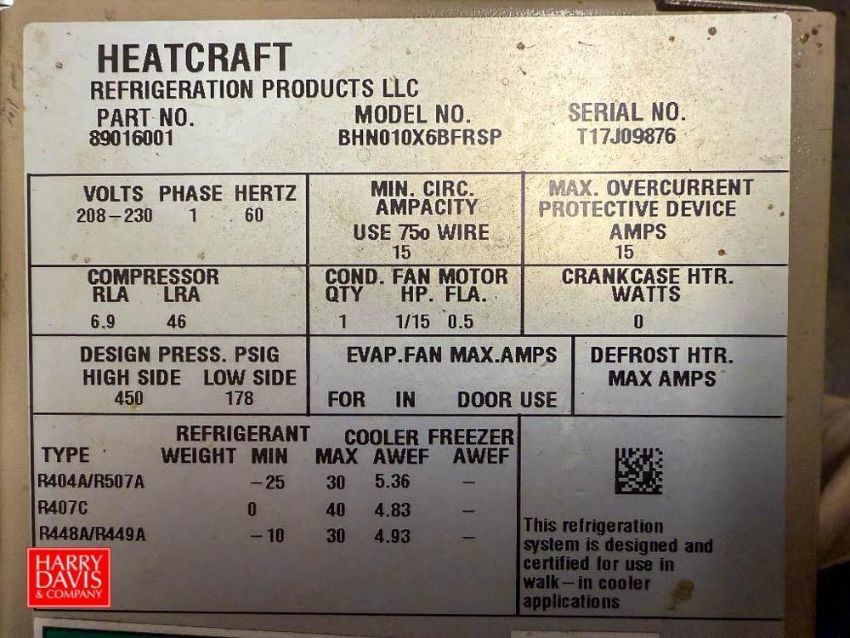 HEATCRAFT
REFRIGERATION PRODUCTS LLC
PART NO. MODEL NO. SERIAL NO.
89016001 BHN010X6BFRSP T17J09876
VOLTS PHASE HERTZ
208-230 1 60
MIN. CIRC.
AMPACITY
USE 75o WIRE
15
MAX. OVERCURRENT
PROTECTIVE DEVICE
AMPS
15
COMPRESSOR
RLA LRA
6.9 46
COND. FAN MOTOR
QTY HP. FLA.
1 1/15 0.5
CRANKCASE HTR.
WATTS
0
DESIGN PRESS. PSIG
HIGH SIDE LOW SIDE
450 178
EVAP.FAN MAX.AMPS
FOR IN DOOR USE
DEFROST HTR.
MAX AMPS
REFRIGERANT COOLER FREEZER
TYPE WEIGHT MIN MAX AWEF AWEF
R404A/R507A -25 30 5.36 -
R407C 0 40 4.83 -
R448A/R449A -10 30 4.93 -
This refrigeration
system is designed and
certified for use in
walk-in cooler
applications
HARRY
DAVIS
& COMPANY